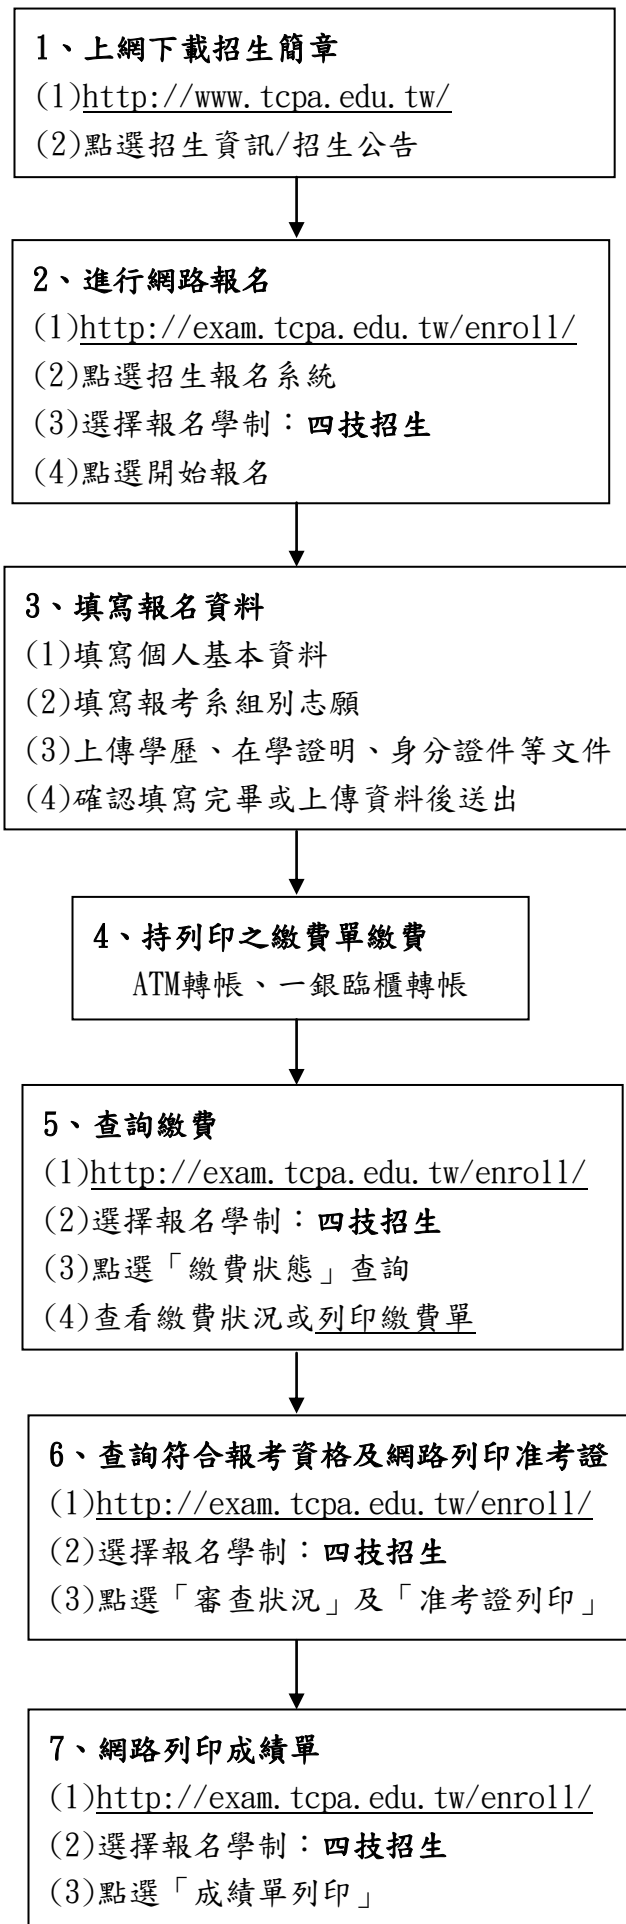 1、上網下載招生簡章
(1)http://www.tcpa.edu.tw/
(2)點選招生資訊/招生公告
2、進行網路報名
(1)http://exam.tcpa.edu.tw/enroll/
(2)點選招生報名系統
(3)選擇報名學制：四技招生
(4)點選開始報名
3、填寫報名資料
(1)填寫個人基本資料
(2)填寫報考系組別志願
(3)上傳學歷、在學證明、身分證件等文件
(4)確認填寫完畢或上傳資料後送出
4、持列印之繳費單繳費
ATM轉帳、一銀臨櫃轉帳
5、查詢繳費
(1)http://exam.tcpa.edu.tw/enroll/
(2)選擇報名學制：四技招生
(3)點選「繳費狀態」查詢
(4)查看繳費狀況或列印繳費單
6、查詢符合報考資格及網路列印准考證
(1)http://exam.tcpa.edu.tw/enroll/
(2)選擇報名學制：四技招生
(3)點選「審查狀況」及「准考證列印」
7、網路列印成績單
(1)http://exam.tcpa.edu.tw/enroll/
(2)選擇報名學制：四技招生
(3)點選「成績單列印」